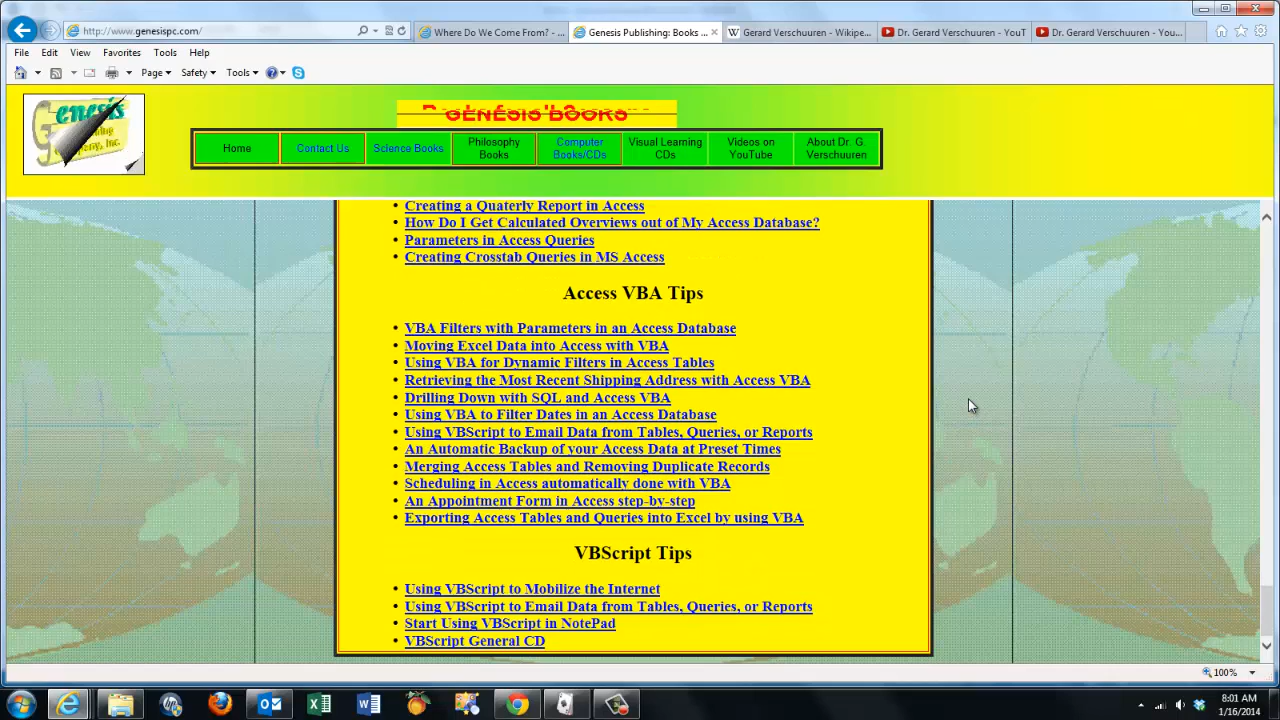 http://www.genesispc.com/
Where Do We Come From? - ...
Genesis Publishing: Books ...
Gerard Verschuuren - Wikipe...
Dr. Gerard Verschuuren - YouT
Dr. Gerard Verschuuren - You...
File Edit View Favorites Tools Help
Page Safety Tools
Genesis
Inc.
GENESIS BOOKS
Home
Contact Us
Science Books
Philosophy Books
Computer Books/CDs
Visual Learning CDs
Videos on YouTube
About Dr. G. Verschuuren
• Creating a Quaterly Report in Access
• How Do I Get Calculated Overviews out of My Access Database?
• Parameters in Access Queries
• Creating Crosstab Queries in MS Access
Access VBA Tips
• VBA Filters with Parameters in an Access Database
• Moving Excel Data into Access with VBA
• Using VBA for Dynamic Filters in Access Tables
• Retrieving the Most Recent Shipping Address with Access VBA
• Drilling Down with SQL and Access VBA
• Using VBA to Filter Dates in an Access Database
• Using VBScript to Email Data from Tables, Queries, or Reports
• An Automatic Backup of your Access Data at Preset Times
• Merging Access Tables and Removing Duplicate Records
• Scheduling in Access automatically done with VBA
• An Appointment Form in Access step-by-step
• Exporting Access Tables and Queries into Excel by using VBA
VBScript Tips
• Using VBScript to Mobilize the Internet
• Using VBScript to Email Data from Tables, Queries, or Reports
• Start Using VBScript in NotePad
• VBScript General CD
100%
8:01 AM
1/16/2014